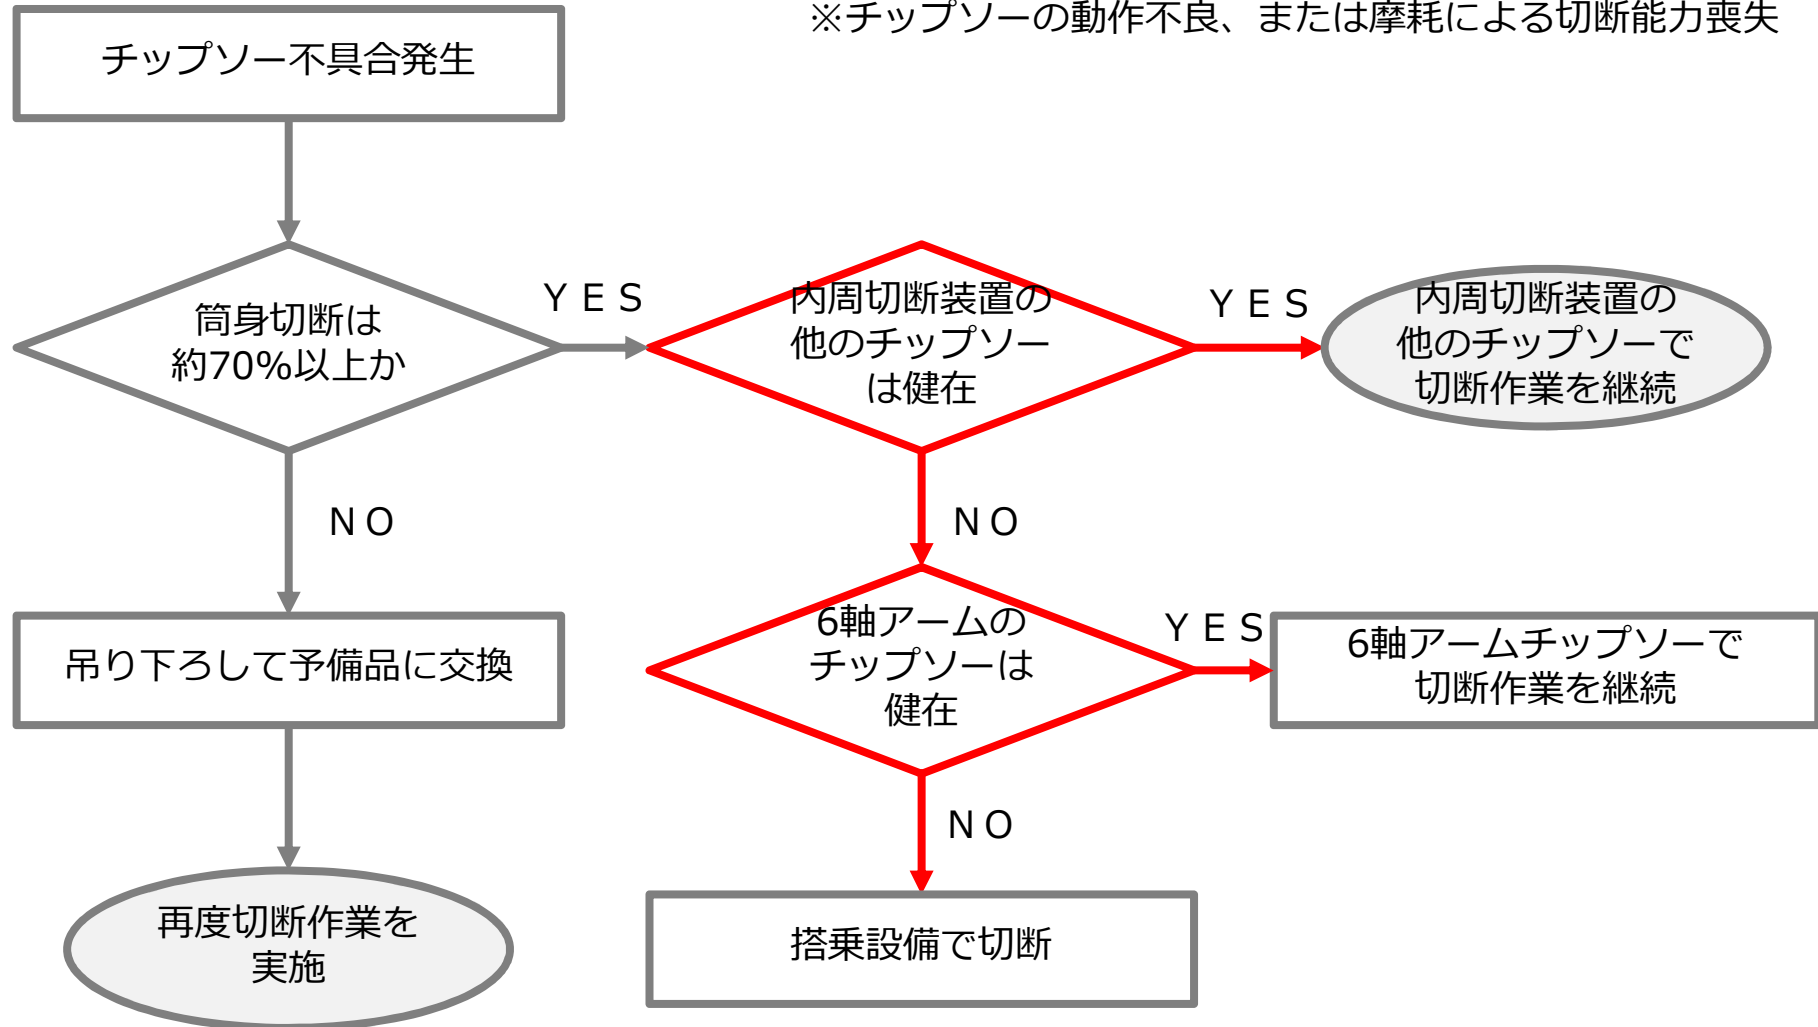 ※チップソーの動作不良、または摩耗による切断能力喪失
チップソー不具合発生
筒身切断は
約70%以上か
ＹＥＳ
内周切断装置の
他のチップソー
は健在
ＹＥＳ
内周切断装置の
他のチップソーで
切断作業を継続
ＮＯ
ＮＯ
吊り下ろして予備品に交換
6軸アームの
チップソーは
健在
ＹＥＳ
6軸アームチップソーで
切断作業を継続
ＮＯ
再度切断作業を
実施
搭乗設備で切断